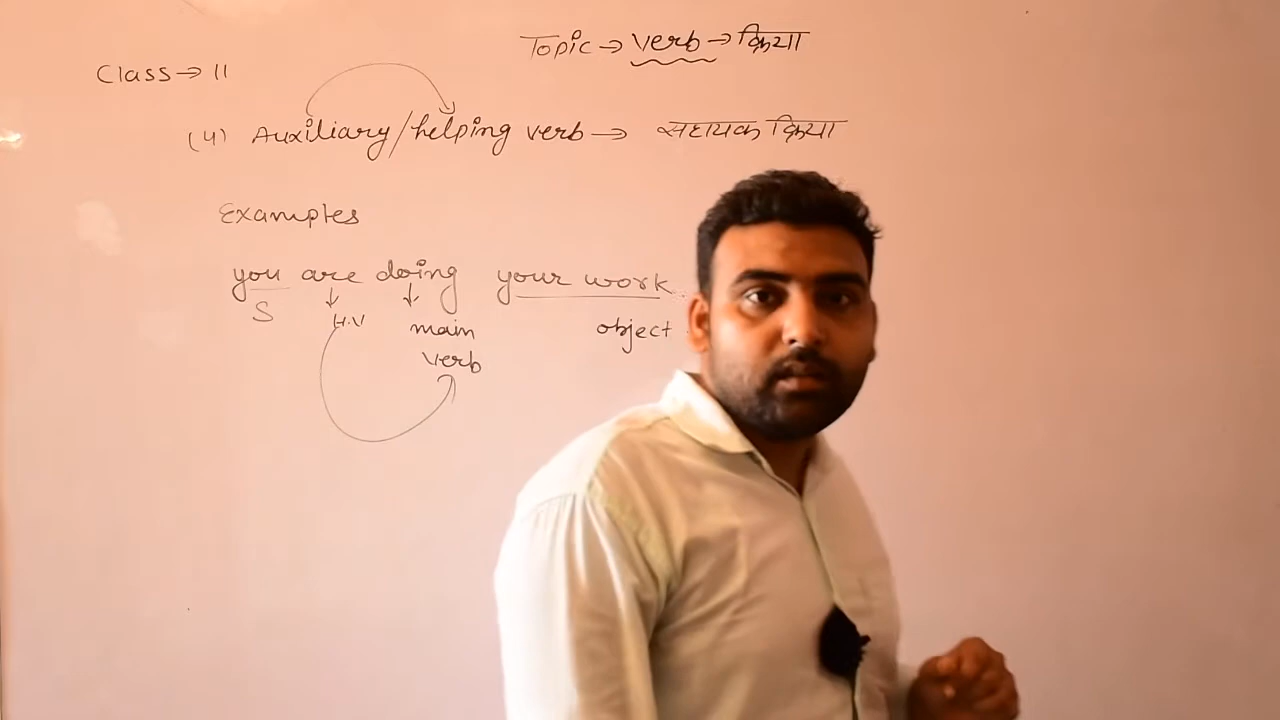 Topic → verb → क्रिया
Class → 11
(4) Auxiliary/helping verb → सहायक क्रिया
Examples
you are doing your work
S H.V main object
verb